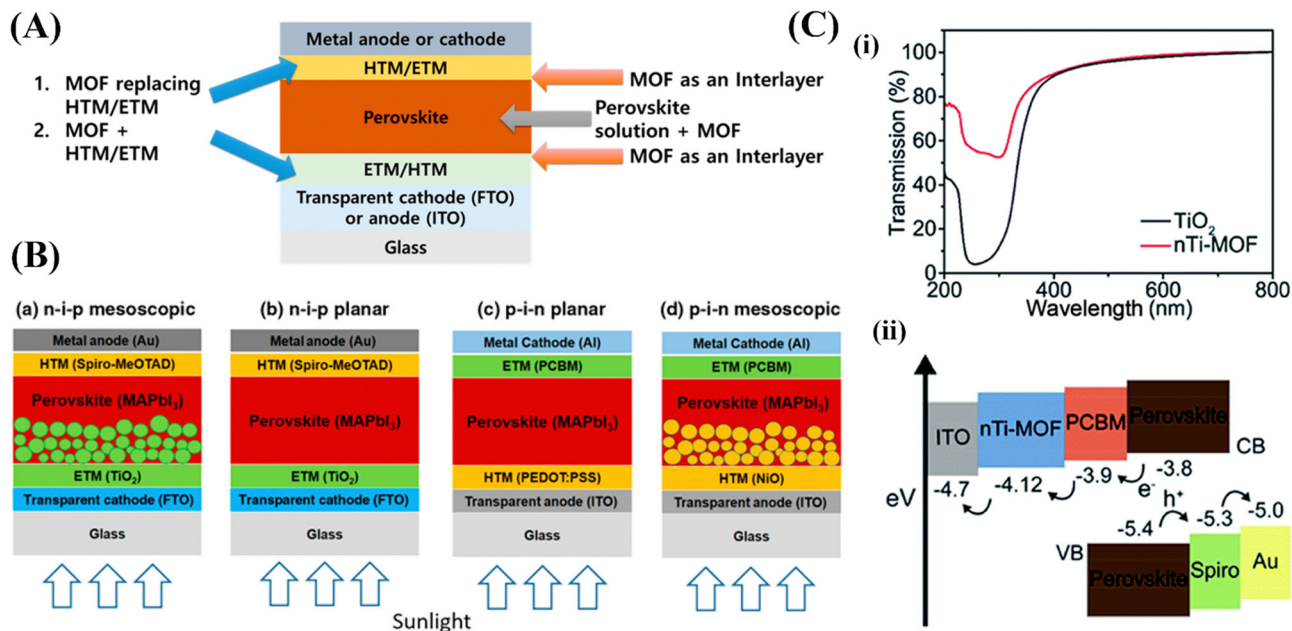 (A)
Metal anode or cathode
HTM/ETM
Perovskite
ETM/HTM
Transparent cathode (FTO)
or anode (ITO)
Glass
1. MOF replacing
HTM/ETM
2. MOF +
HTM/ETM
MOF as an Interlayer
Perovskite
solution + MOF
MOF as an Interlayer
(B)
(a) n-i-p mesoscopic
Metal anode (Au)
HTM (Spiro-MeOTAD)
Perovskite (MAPbI₃)
ETM (TiO₂)
Transparent cathode (FTO)
Glass
(b) n-i-p planar
Metal anode (Au)
HTM (Spiro-MeOTAD)
Perovskite (MAPbI₃)
ETM (TiO₂)
Transparent cathode (FTO)
Glass
(c) p-i-n planar
Metal Cathode (Al)
ETM (PCBM)
Perovskite (MAPbI₃)
HTM (PEDOT:PSS)
Transparent anode (ITO)
Glass
(d) p-i-n mesoscopic
Metal Cathode (Al)
ETM (PCBM)
Perovskite (MAPbI₃)
HTM (NiO)
Transparent anode (ITO)
Glass
Sunlight
(C)
(i)
Transmission (%)
100
80
60
40
20
0
TiO₂
nTi-MOF
200 400 600 800
Wavelength (nm)
(ii)
eV
ITO
nTi-MOF
PCBM
Perovskite
CB
-4.7
-4.12
-3.9
e⁻
-3.8
h⁺
-5.4
-5.3
-5.0
VB
Perovskite
Spiro
Au